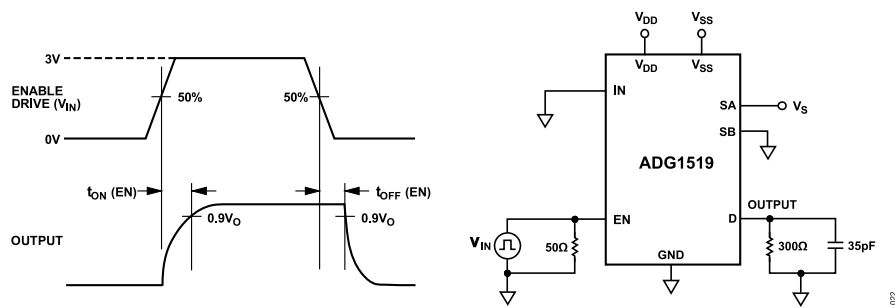 3V
ENABLE
DRIVE (VIN)
50%
50%
0V
tON (EN)
tOFF (EN)
0.9VO
0.9VO
OUTPUT
VDD
VSS
VDD
VSS
IN
SA
VS
SB
ADG1519
OUTPUT
EN
D
VIN
50Ω
GND
300Ω
35pF
022